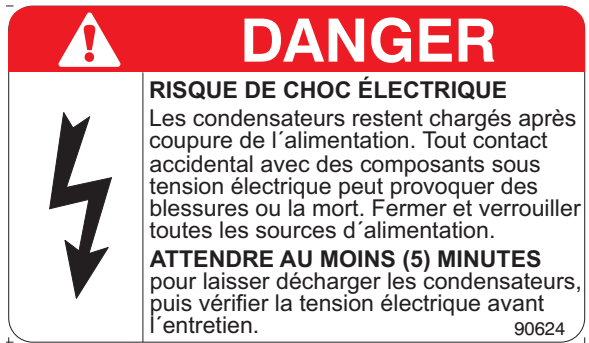 DANGER
RISQUE DE CHOC ÉLECTRIQUE
Les condensateurs restent chargés après
coupure de l´alimentation. Tout contact
accidental avec des composants sous
tension électrique peut provoquer des
blessures ou la mort. Fermer et verrouiller
toutes les sources d´alimentation.
ATTENDRE AU MOINS (5) MINUTES
pour laisser décharger les condensateurs,
puis vérifier la tension électrique avant
l´entretien.
90624